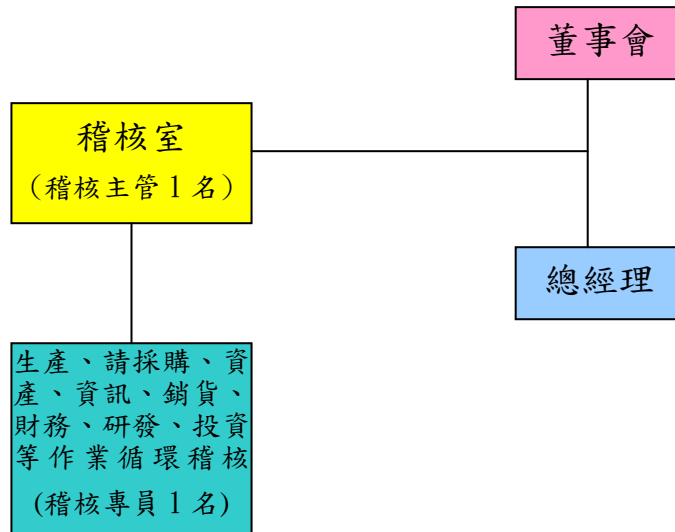 董事會
稽核室
（稽核主管 1 名）
總經理
生產、請採購、資
產、資訊、銷貨、
財務、研發、投資
等作業循環稽核
(稽核專員 1 名)